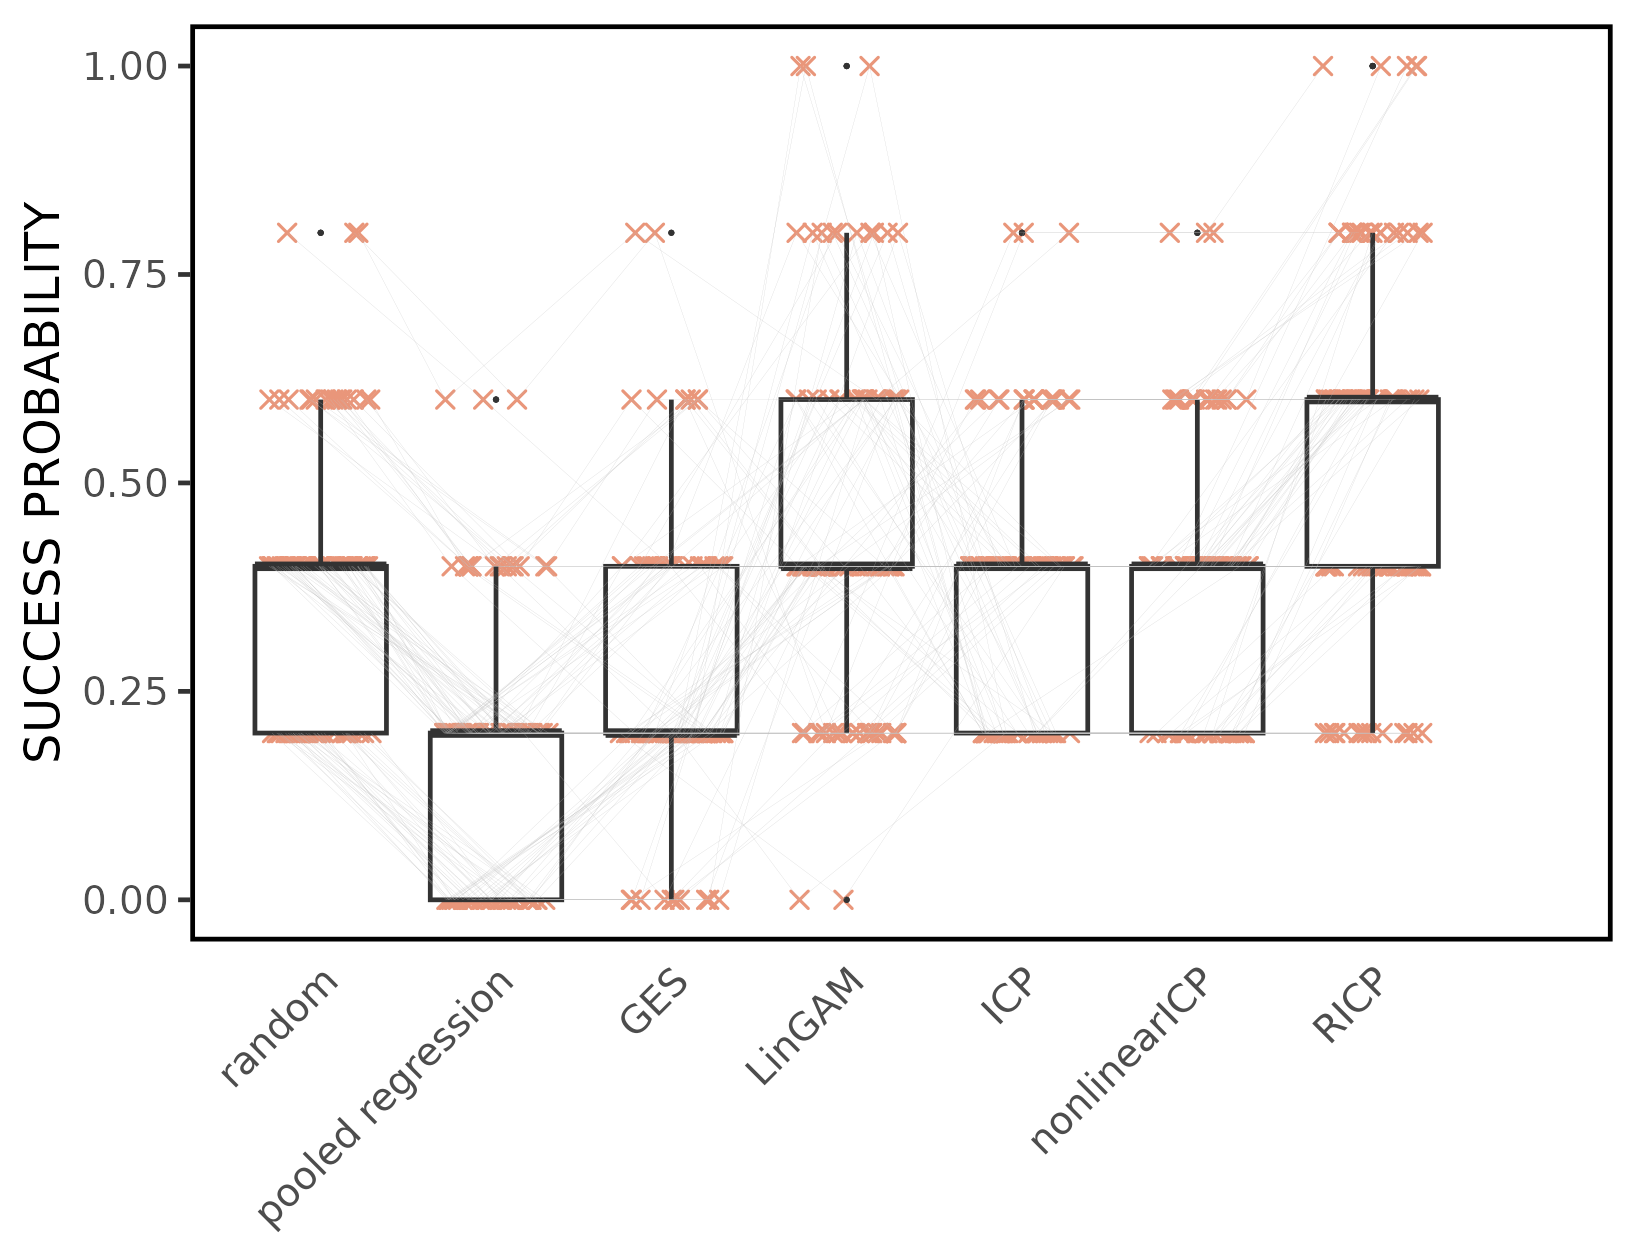 SUCCESS PROBABILITY
1.00
0.75
0.50
0.25
0.00
random
pooled regression
GES
LinGAM
ICP
nonlinearICP
RICP